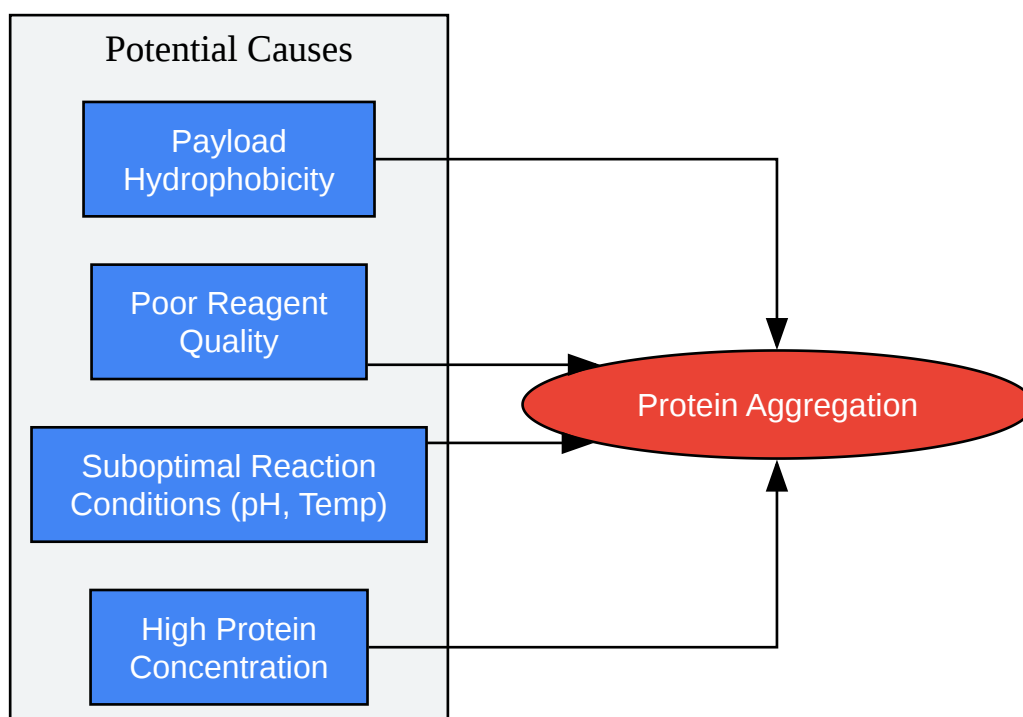 Potential Causes
Payload
Hydrophobicity
Poor Reagent
Quality
Suboptimal Reaction
Conditions (pH, Temp)
High Protein
Concentration
Protein Aggregation